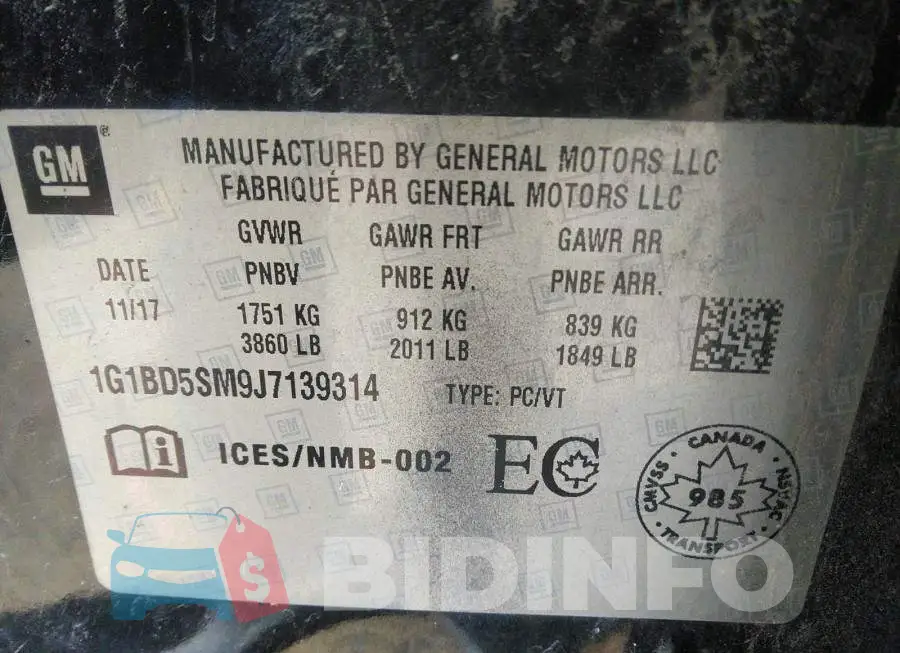 GM
MANUFACTURED BY GENERAL MOTORS LLC
FABRIQUÉ PAR GENERAL MOTORS LLC
GVWR GAWR FRT GAWR RR
DATE PNBV PNBE AV. PNBE ARR.
11/17 1751 KG 912 KG 839 KG
3860 LB 2011 LB 1849 LB
1G1BD5SM9J7139314 TYPE: PC/VT
ICES/NMB-002 EC
CANADA
CMVSS 985 NSVAC
TRANSPORT
$ BIDINFO